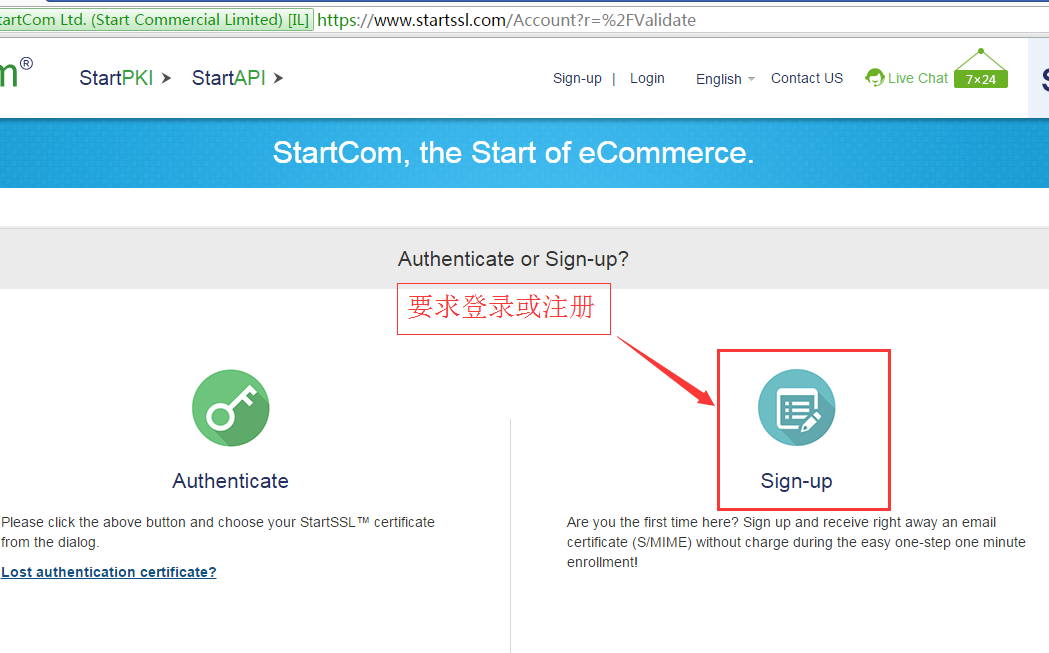 tartCom Ltd. (Start Commercial Limited) [IL] https://www.startssl.com/Account?r=%2FValidate
m®
StartPKI StartAPI
Sign-up | Login English Contact US Live Chat 7×24
S
StartCom, the Start of eCommerce.
Authenticate or Sign-up?
要求登录或注册
Authenticate
Please click the above button and choose your StartSSL™ certificate
from the dialog.
Lost authentication certificate?
Sign-up
Are you the first time here? Sign up and receive right away an email
certificate (S/MIME) without charge during the easy one-step one minute
enrollment!